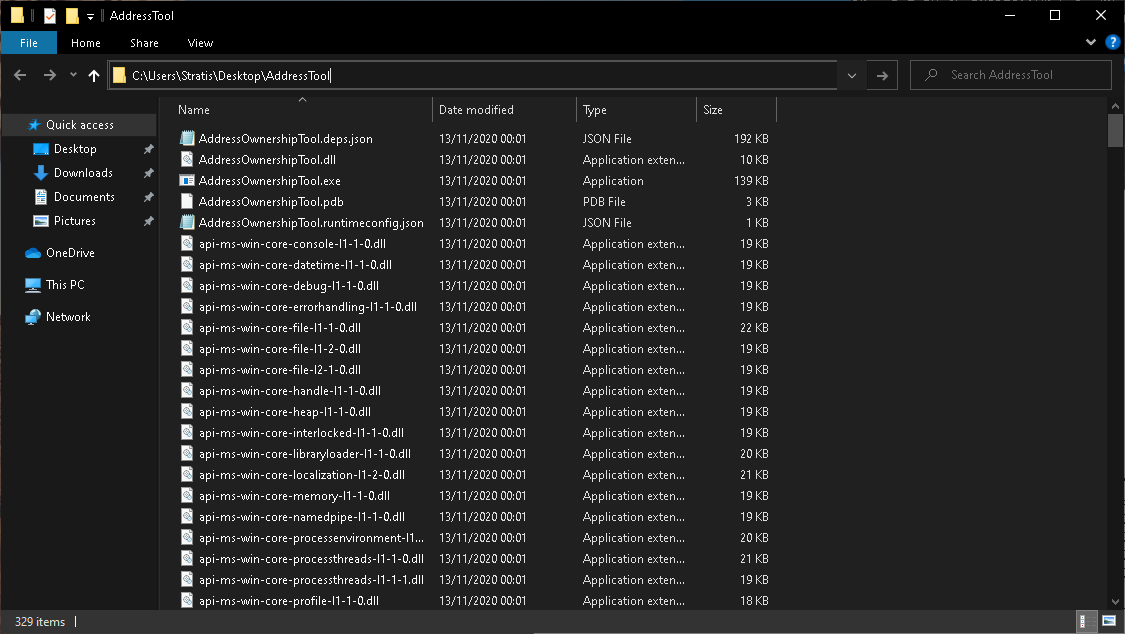 AddressTool
File Home Share View
C:\Users\Stratis\Desktop\AddressTool
Search AddressTool
Quick access
Desktop
Downloads
Documents
Pictures
OneDrive
This PC
Network
Name Date modified Type Size
AddressOwnershipTool.deps.json 13/11/2020 00:01 JSON File 192 KB
AddressOwnershipTool.dll 13/11/2020 00:01 Application exten... 10 KB
AddressOwnershipTool.exe 13/11/2020 00:01 Application 139 KB
AddressOwnershipTool.pdb 13/11/2020 00:01 PDB File 3 KB
AddressOwnershipTool.runtimeconfig.json 13/11/2020 00:01 JSON File 1 KB
api-ms-win-core-console-l1-1-0.dll 13/11/2020 00:01 Application exten... 19 KB
api-ms-win-core-datetime-l1-1-0.dll 13/11/2020 00:01 Application exten... 19 KB
api-ms-win-core-debug-l1-1-0.dll 13/11/2020 00:01 Application exten... 19 KB
api-ms-win-core-errorhandling-l1-1-0.dll 13/11/2020 00:01 Application exten... 19 KB
api-ms-win-core-file-l1-1-0.dll 13/11/2020 00:01 Application exten... 22 KB
api-ms-win-core-file-l1-2-0.dll 13/11/2020 00:01 Application exten... 19 KB
api-ms-win-core-file-l2-1-0.dll 13/11/2020 00:01 Application exten... 19 KB
api-ms-win-core-handle-l1-1-0.dll 13/11/2020 00:01 Application exten... 19 KB
api-ms-win-core-heap-l1-1-0.dll 13/11/2020 00:01 Application exten... 19 KB
api-ms-win-core-interlocked-l1-1-0.dll 13/11/2020 00:01 Application exten... 19 KB
api-ms-win-core-libraryloader-l1-1-0.dll 13/11/2020 00:01 Application exten... 20 KB
api-ms-win-core-localization-l1-2-0.dll 13/11/2020 00:01 Application exten... 21 KB
api-ms-win-core-memory-l1-1-0.dll 13/11/2020 00:01 Application exten... 19 KB
api-ms-win-core-namedpipe-l1-1-0.dll 13/11/2020 00:01 Application exten... 19 KB
api-ms-win-core-processenvironment-l1... 13/11/2020 00:01 Application exten... 20 KB
api-ms-win-core-processthreads-l1-1-0.dll 13/11/2020 00:01 Application exten... 21 KB
api-ms-win-core-processthreads-l1-1-1.dll 13/11/2020 00:01 Application exten... 19 KB
api-ms-win-core-profile-l1-1-0.dll 13/11/2020 00:01 Application exten... 18 KB
329 items